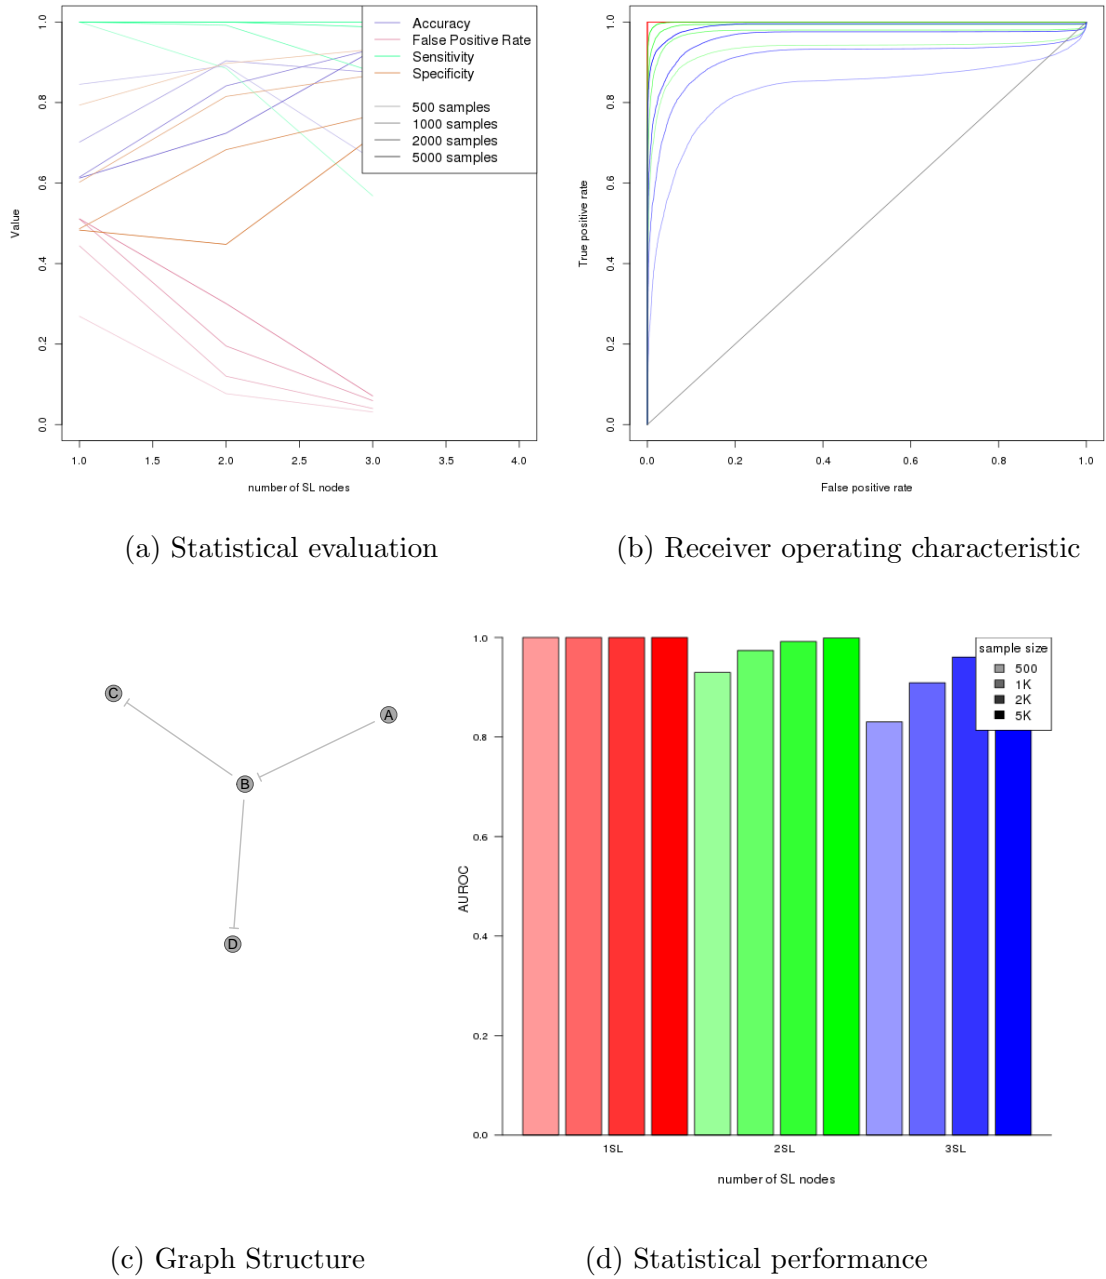 1.0
0.8
0.6
0.4
0.2
0.0
Value
1.0 1.5 2.0 2.5 3.0 3.5 4.0
number of SL nodes
Accuracy
False Positive Rate
Sensitivity
Specificity
500 samples
1000 samples
2000 samples
5000 samples
(a) Statistical evaluation
1.0
0.8
0.6
0.4
0.2
0.0
True positive rate
0.0 0.2 0.4 0.6 0.8 1.0
False positive rate
(b) Receiver operating characteristic
C
A
B
D
(c) Graph Structure
1.0
0.8
0.6
0.4
0.2
0.0
AUROC
sample size
500
1K
2K
5K
1SL 2SL 3SL
number of SL nodes
(d) Statistical performance